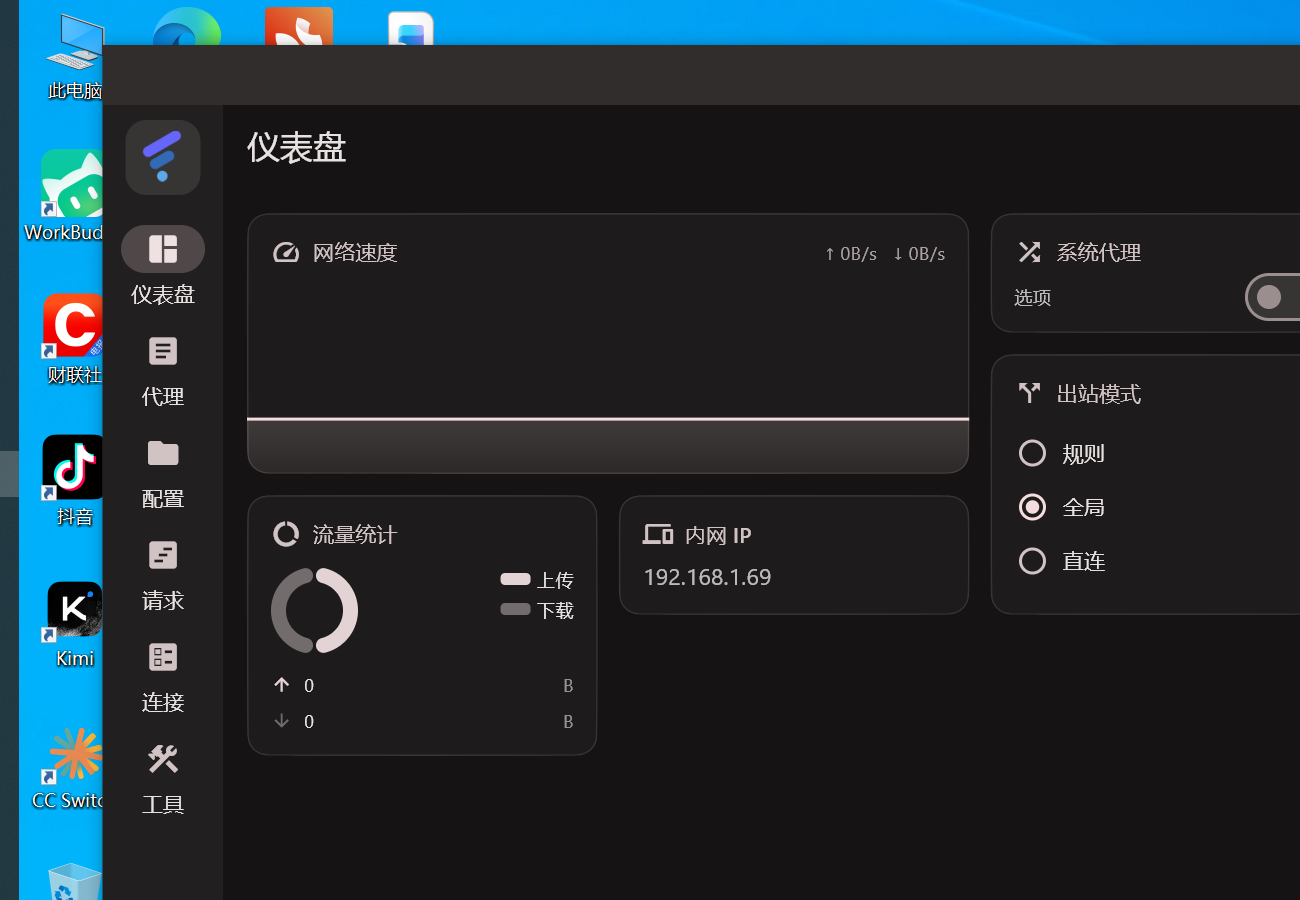 此电脑
WorkBud
财联社
抖音
Kimi
CC Switc
仪表盘
代理
配置
请求
连接
工具
仪表盘
网络速度
↑ 0B/s ↓ 0B/s
系统代理
选项
出站模式
规则
全局
直连
流量统计
上传
下载
↑ 0 B
↓ 0 B
内网 IP
192.168.1.69